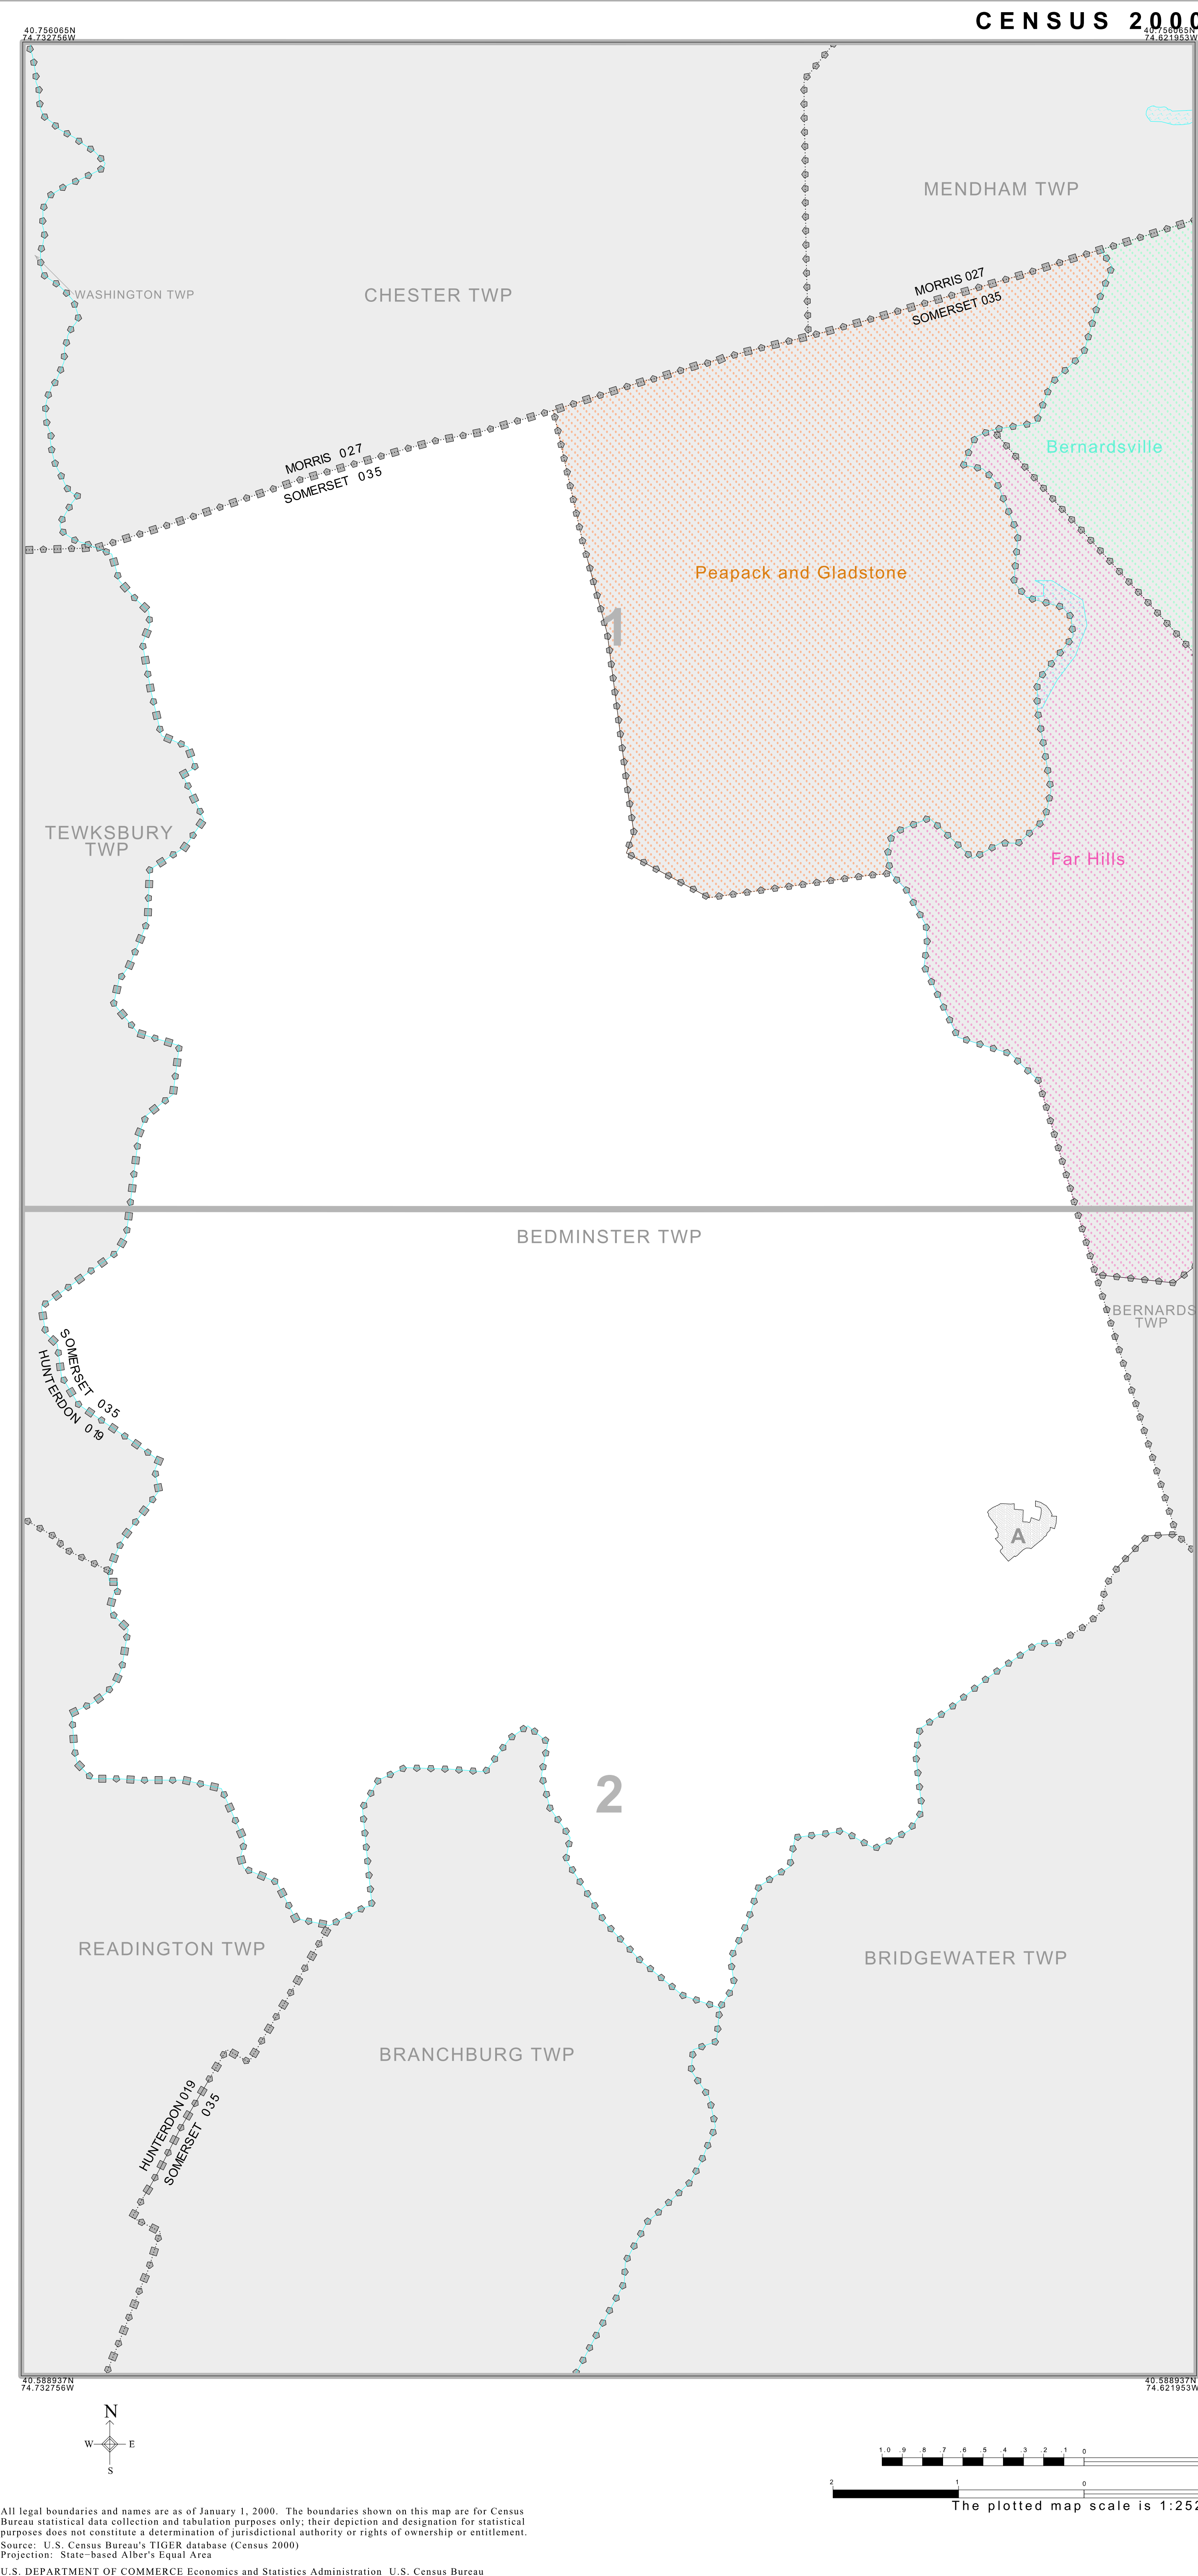 CENSUS 2000
40.756065N
74.732756W
40.756065N
74.621953W
MENDHAM TWP
WASHINGTON TWP
CHESTER TWP
MORRIS 027
SOMERSET 035
Bernardsville
MORRIS 027
SOMERSET 035
Peapack and Gladstone
1
TEWKSBURY
TWP
Far Hills
BEDMINSTER TWP
BERNARDS
TWP
SOMERSET 035
HUNTERDON 019
A
2
READINGTON TWP
BRIDGEWATER TWP
BRANCHBURG TWP
HUNTERDON 019
SOMERSET 035
40.588937N
74.732756W
40.588937N
74.621953W
N
W E
S
1.0 .9 .8 .7 .6 .5 .4 .3 .2 .1 0
2 1 0
The plotted map scale is 1:252
All legal boundaries and names are as of January 1, 2000. The boundaries shown on this map are for Census
Bureau statistical data collection and tabulation purposes only; their depiction and designation for statistical
purposes does not constitute a determination of jurisdictional authority or rights of ownership or entitlement.
Source: U.S. Census Bureau's TIGER database (Census 2000)
Projection: State−based Alber's Equal Area
U.S. DEPARTMENT OF COMMERCE Economics and Statistics Administration U.S. Census Bureau